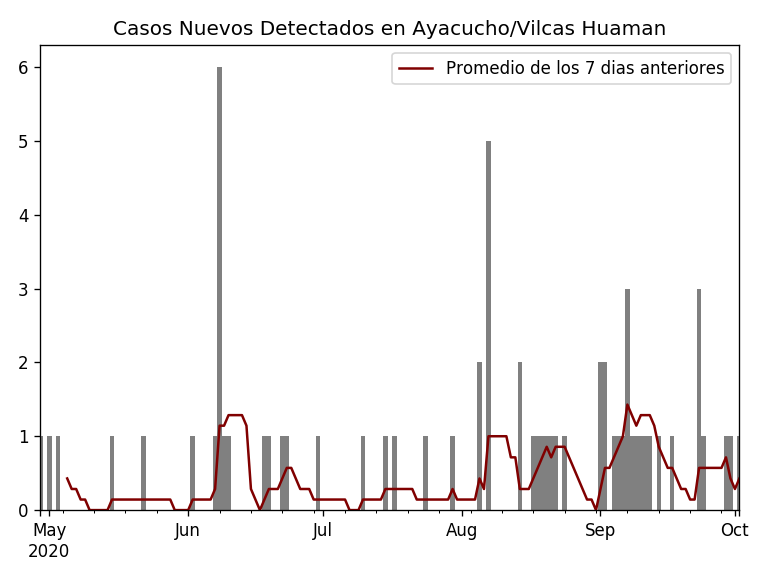 Casos Nuevos Detectados en Ayacucho/Vilcas Huaman
Promedio de los 7 dias anteriores
6
5
4
3
2
1
0
May Jun Jul Aug Sep Oct
2020